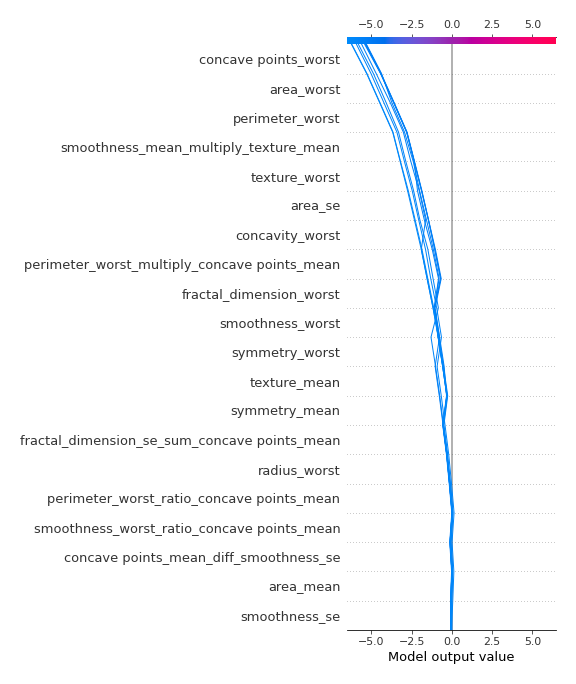 −5.0 −2.5 0.0 2.5 5.0
concave points_worst
area_worst
perimeter_worst
smoothness_mean_multiply_texture_mean
texture_worst
area_se
concavity_worst
perimeter_worst_multiply_concave points_mean
fractal_dimension_worst
smoothness_worst
symmetry_worst
texture_mean
symmetry_mean
fractal_dimension_se_sum_concave points_mean
radius_worst
perimeter_worst_ratio_concave points_mean
smoothness_worst_ratio_concave points_mean
concave points_mean_diff_smoothness_se
area_mean
smoothness_se
−5.0 −2.5 0.0 2.5 5.0
Model output value